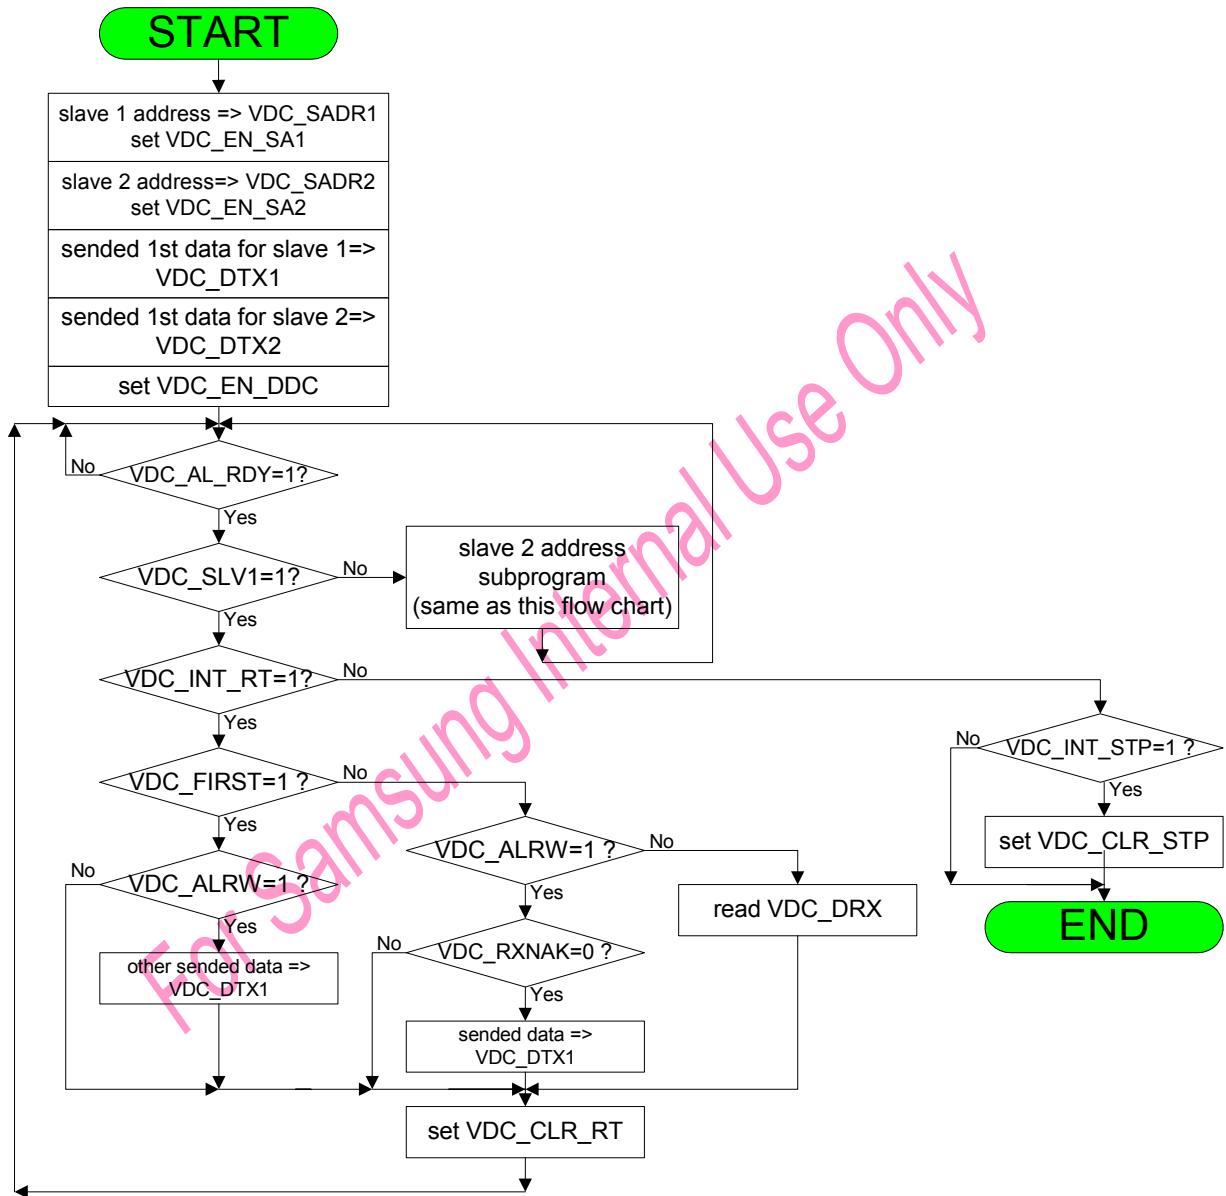 START
slave 1 address => VDC_SADR1
set VDC_EN_SA1
slave 2 address=> VDC_SADR2
set VDC_EN_SA2
sended 1st data for slave 1=>
VDC_DTX1
sended 1st data for slave 2=>
VDC_DTX2
set VDC_EN_DDC
No
VDC_AL_RDY=1?
Yes
VDC_SLV1=1?
No
slave 2 address
subprogram
(same as this flow chart)
Yes
VDC_INT_RT=1?
No
Yes
No
VDC_INT_STP=1 ?
Yes
set VDC_CLR_STP
END
VDC_FIRST=1 ?
No
Yes
No
VDC_ALRW=1 ?
Yes
other sended data =>
VDC_DTX1
VDC_ALRW=1 ?
No
Yes
read VDC_DRX
No
VDC_RXNAK=0 ?
Yes
sended data =>
VDC_DTX1
set VDC_CLR_RT
For Samsung Internal Use Only